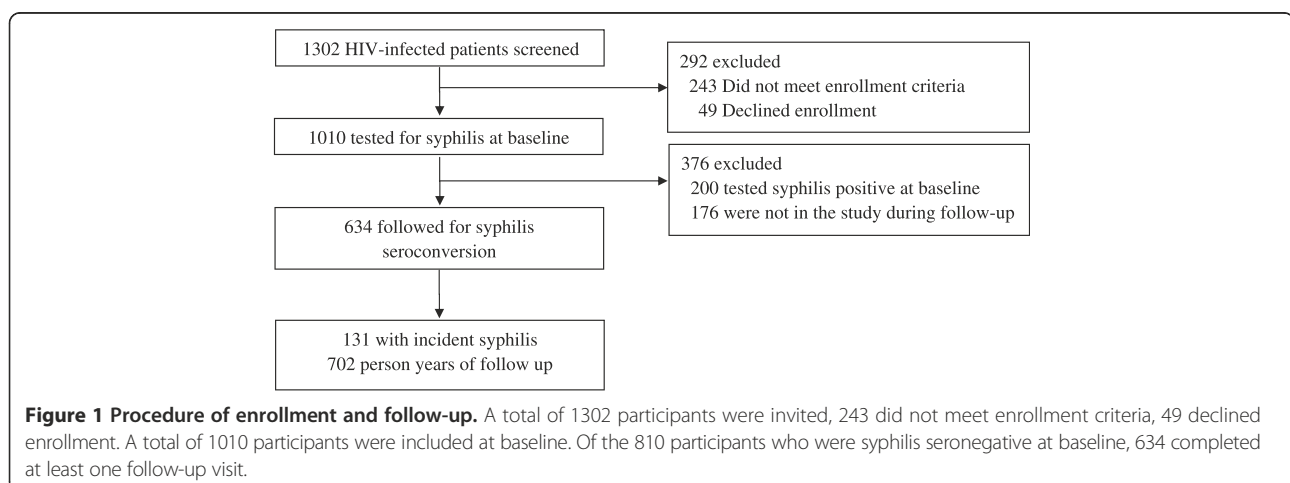 1302 HIV-infected patients screened
292 excluded
243 Did not meet enrollment criteria
49 Declined enrollment
1010 tested for syphilis at baseline
376 excluded
200 tested syphilis positive at baseline
176 were not in the study during follow-up
634 followed for syphilis
seroconversion
131 with incident syphilis
702 person years of follow up
Figure 1 Procedure of enrollment and follow-up. A total of 1302 participants were invited, 243 did not meet enrollment criteria, 49 declined
enrollment. A total of 1010 participants were included at baseline. Of the 810 participants who were syphilis seronegative at baseline, 634 completed
at least one follow-up visit.